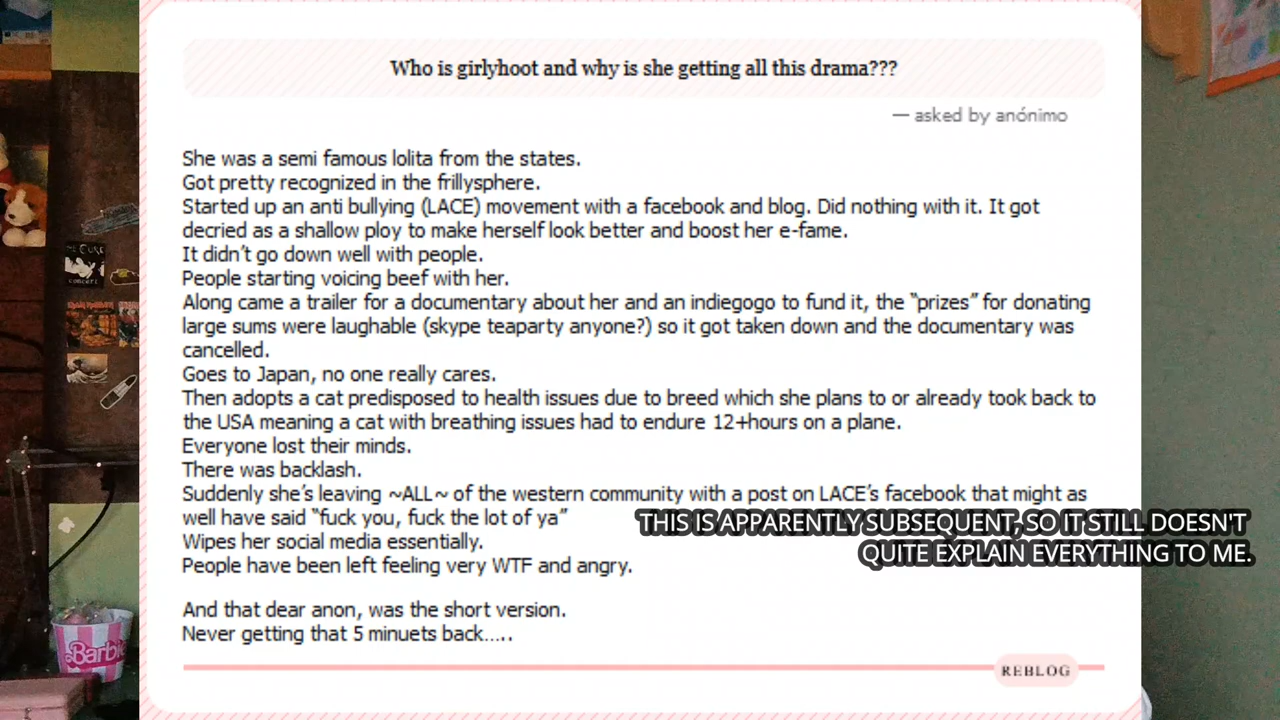 Who is girlyhoot and why is she getting all this drama???
— asked by anónimo
She was a semi famous lolita from the states.
Got pretty recognized in the frillysphere.
Started up an anti bullying (LACE) movement with a facebook and blog. Did nothing with it. It got
decried as a shallow ploy to make herself look better and boost her e-fame.
It didn't go down well with people.
People starting voicing beef with her.
Along came a trailer for a documentary about her and an indiegogo to fund it, the "prizes" for donating
large sums were laughable (skype teaparty anyone?) so it got taken down and the documentary was
cancelled.
Goes to Japan, no one really cares.
Then adopts a cat predisposed to health issues due to breed which she plans to or already took back to
the USA meaning a cat with breathing issues had to endure 12+hours on a plane.
Everyone lost their minds.
There was backlash.
Suddenly she's leaving ~ALL~ of the western community with a post on LACE's facebook that might as
well have said "fuck you, fuck the lot of ya"
THIS IS APPARENTLY SUBSEQUENT, SO IT STILL DOESN'T
QUITE EXPLAIN EVERYTHING TO ME.
Wipes her social media essentially.
People have been left feeling very WTF and angry.
And that dear anon, was the short version.
Never getting that 5 minuets back.....
REBLOG
THE CURE
CONCERT
Barbie